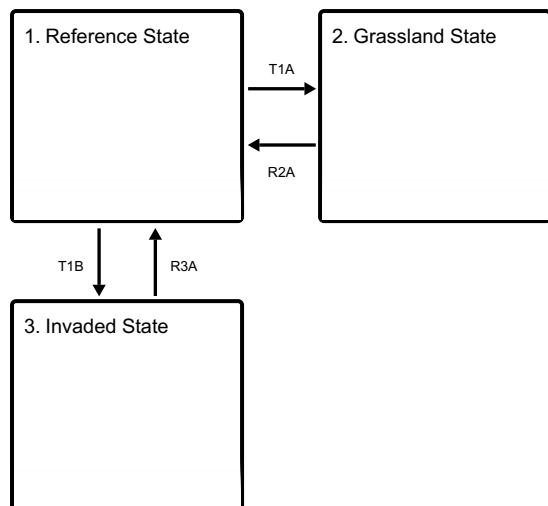 1. Reference State
2. Grassland State
T1A
R2A
T1B
R3A
3. Invaded State